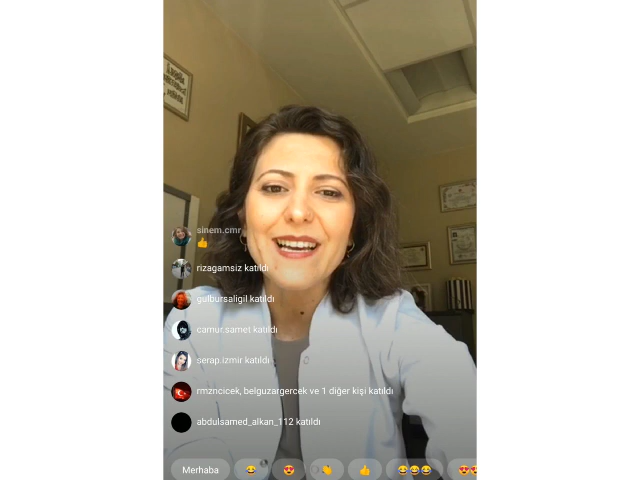 sinem.cmr
👍
rizagamsiz katıldı
gulbursaligil katıldı
camur.samet katıldı
serap.izmir katıldı
rmzncicek, belguzargercek ve 1 diğer kişi katıldı
abdulsamed_alkan_112 katıldı
Merhaba 😂 😍 👏 👍 😂😂😂 😍😍